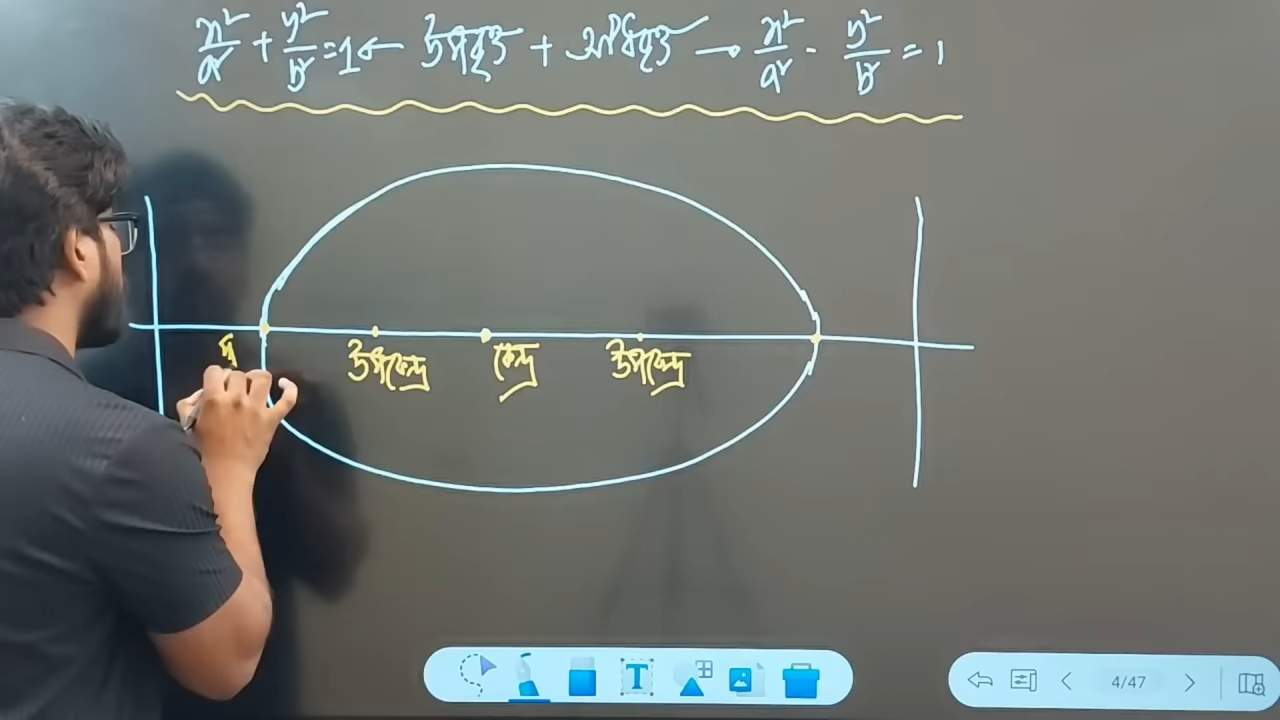 x²/a² + y²/b² = 1 ← উপবৃত্ত + অধিবৃত্ত → x²/a² - y²/b² = 1
উপকেন্দ্র কেন্দ্র উপকেন্দ্র
T
4/47